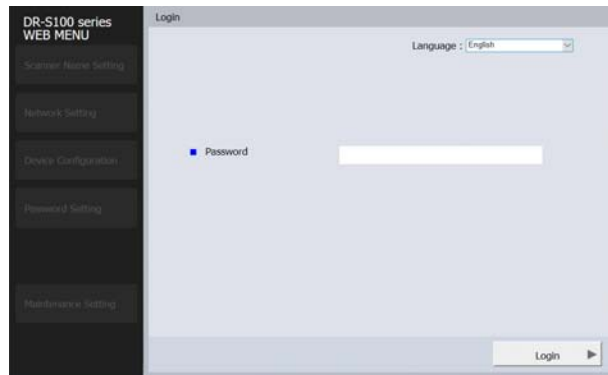 DR-S100 series
WEB MENU
Scanner Name Setting
Network Setting
Device Configuration
Password Setting
Maintenance Setting
Login
Language : English
Password
Login